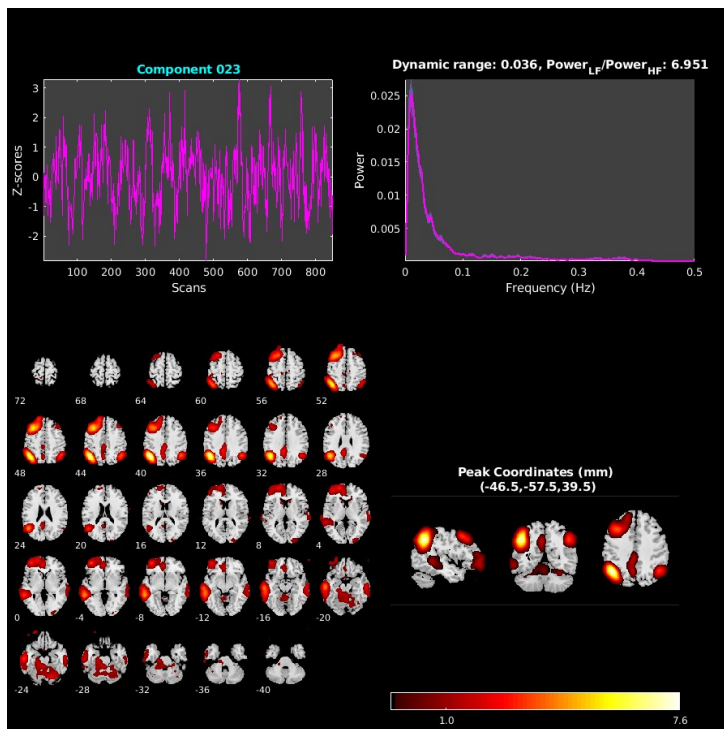 Component 023
Z-scores
3
2
1
0
-1
-2
100 200 300 400 500 600 700 800
Scans
Dynamic range: 0.036, Power_LF/Power_HF: 6.951
Power
0.025
0.02
0.015
0.01
0.005
0 0.1 0.2 0.3 0.4 0.5
Frequency (Hz)
72 68 64 60 56 52
48 44 40 36 32 28
24 20 16 12 8 4
0 -4 -8 -12 -16 -20
-24 -28 -32 -36 -40
Peak Coordinates (mm)
(-46.5,-57.5,39.5)
1.0 7.6